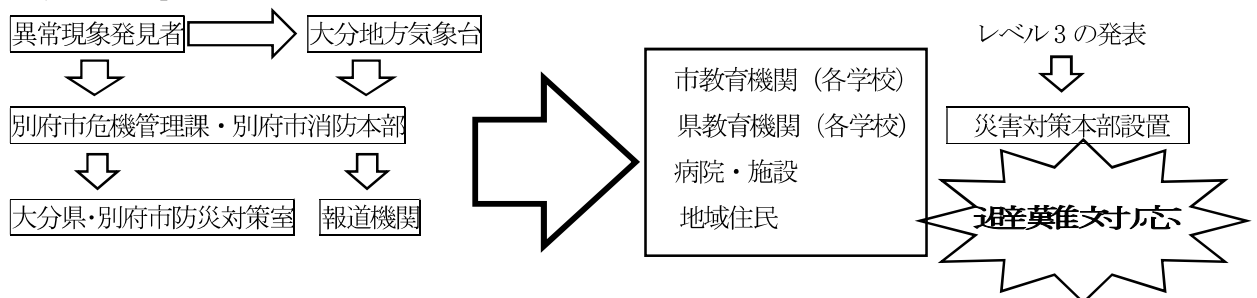 異常現象発見者
大分地方気象台
別府市危機管理課・別府市消防本部
大分県・別府市防災対策室
報道機関
市教育機関（各学校）
県教育機関（各学校）
病院・施設
地域住民
レベル３の発表
災害対策本部設置
避難対応